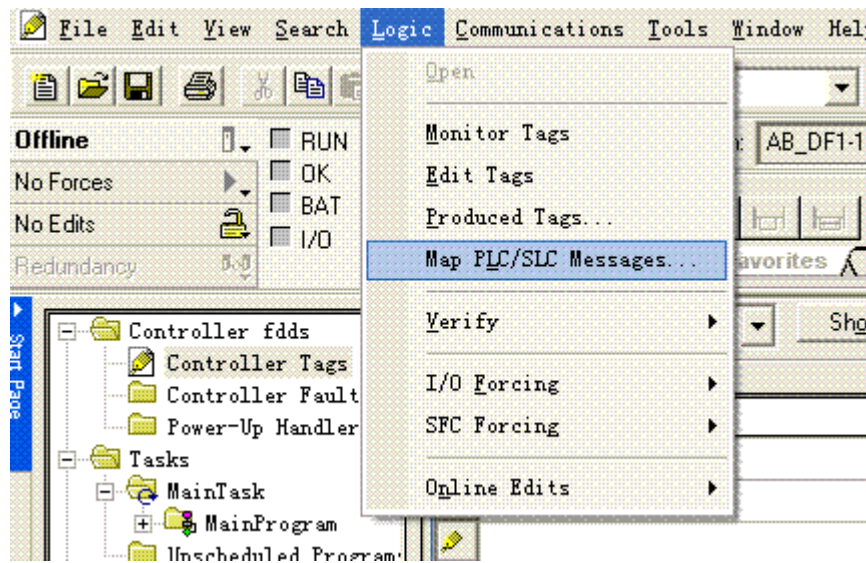 File Edit View Search Logic Communications Tools Window Help
Open
Offline
RUN
Monitor Tags
AB_DF1-1
No Forces
OK
Edit Tags
No Edits
BAT
Produced Tags...
I/O
Redundancy
Map PLC/SLC Messages...
avorites
Start Page
Controller fdds
Verify
Sho
Controller Tags
Controller Fault
I/O Forcing
Power-Up Handler
SFC Forcing
Tasks
MainTask
Online Edits
MainProgram
Unscheduled Program